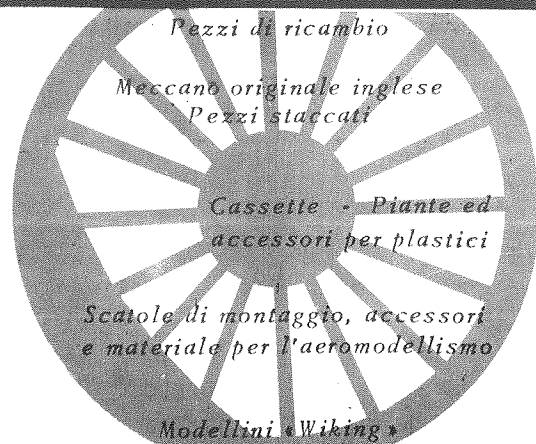 Pezzi di ricambio
Meccano originale inglese
Pezzi staccati
Cassette - Piante ed
accessori per plastici
Scatole di montaggio, accessori
e materiale per l'aeromodellismo
Modellini «Wiking»